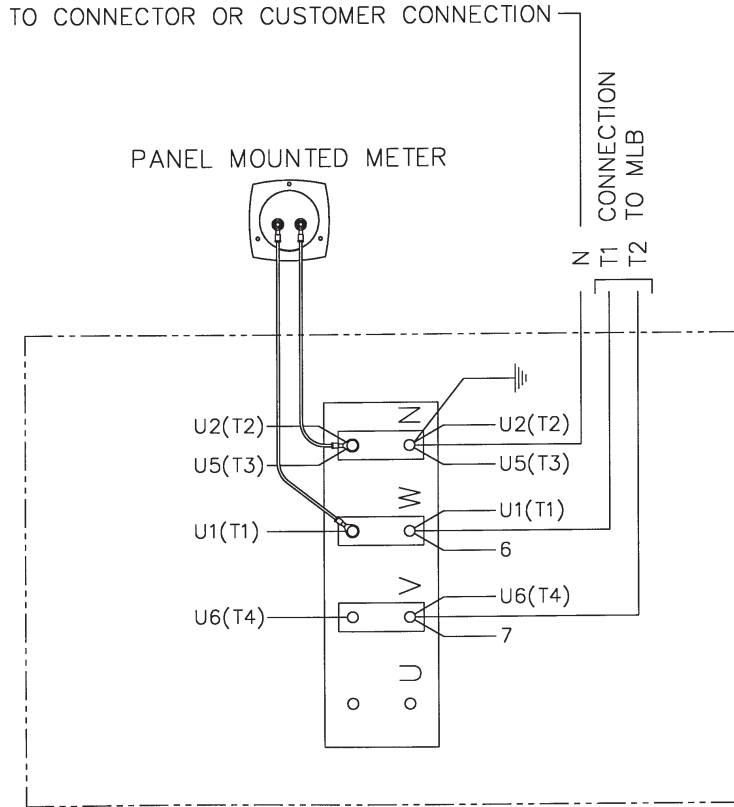 TO CONNECTOR OR CUSTOMER CONNECTION
PANEL MOUNTED METER
N
T1 CONNECTION
T2 TO MLB
N
U2(T2)
U2(T2)
U5(T3)
U5(T3)
W
U1(T1)
U1(T1)
6
V
U6(T4)
U6(T4)
7
U